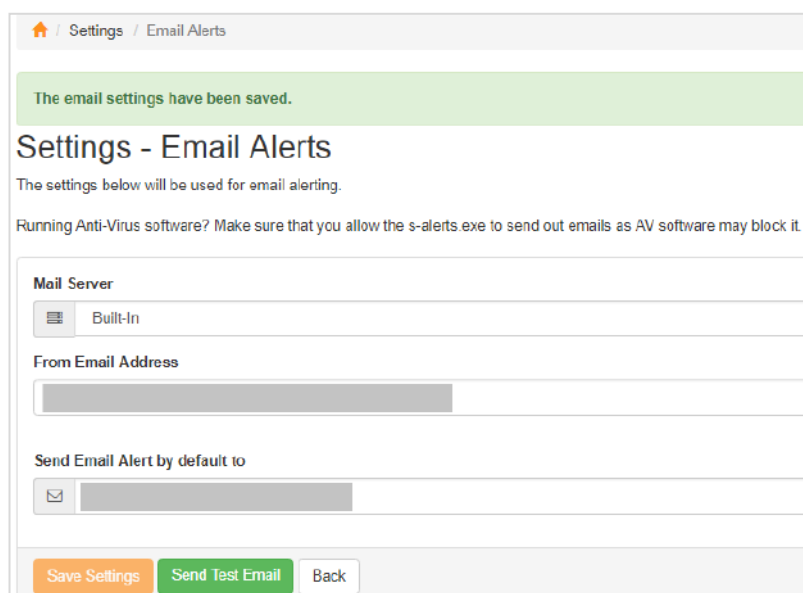 / Settings / Email Alerts
The email settings have been saved.
Settings - Email Alerts
The settings below will be used for email alerting.
Running Anti-Virus software? Make sure that you allow the s-alerts.exe to send out emails as AV software may block it.
Mail Server
Built-In
From Email Address
Send Email Alert by default to
Save Settings Send Test Email Back